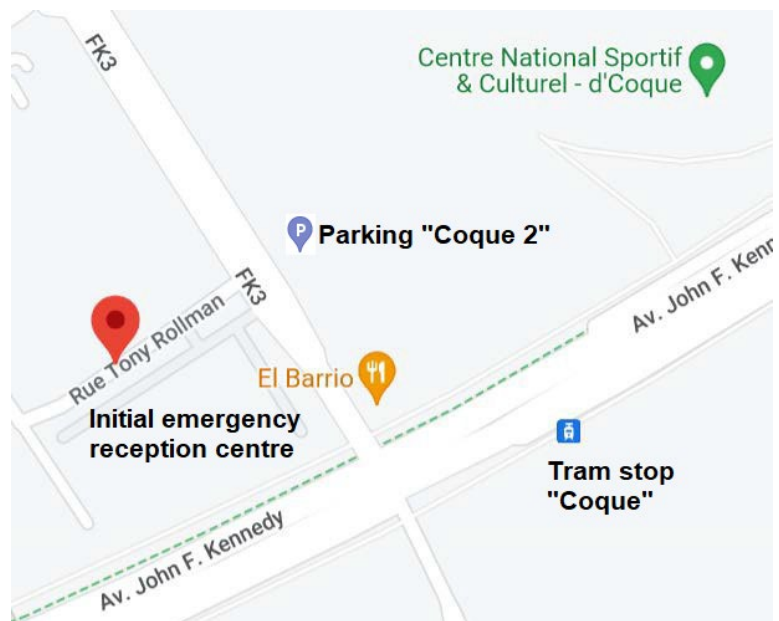 FK3
Centre National Sportif
& Culturel - d'Coque
P
Parking "Coque 2"
FK3
Av. John F. Kenn
Rue Tony Rollman
El Barrio
Initial emergency
reception centre
Tram stop
"Coque"
Av. John F. Kennedy